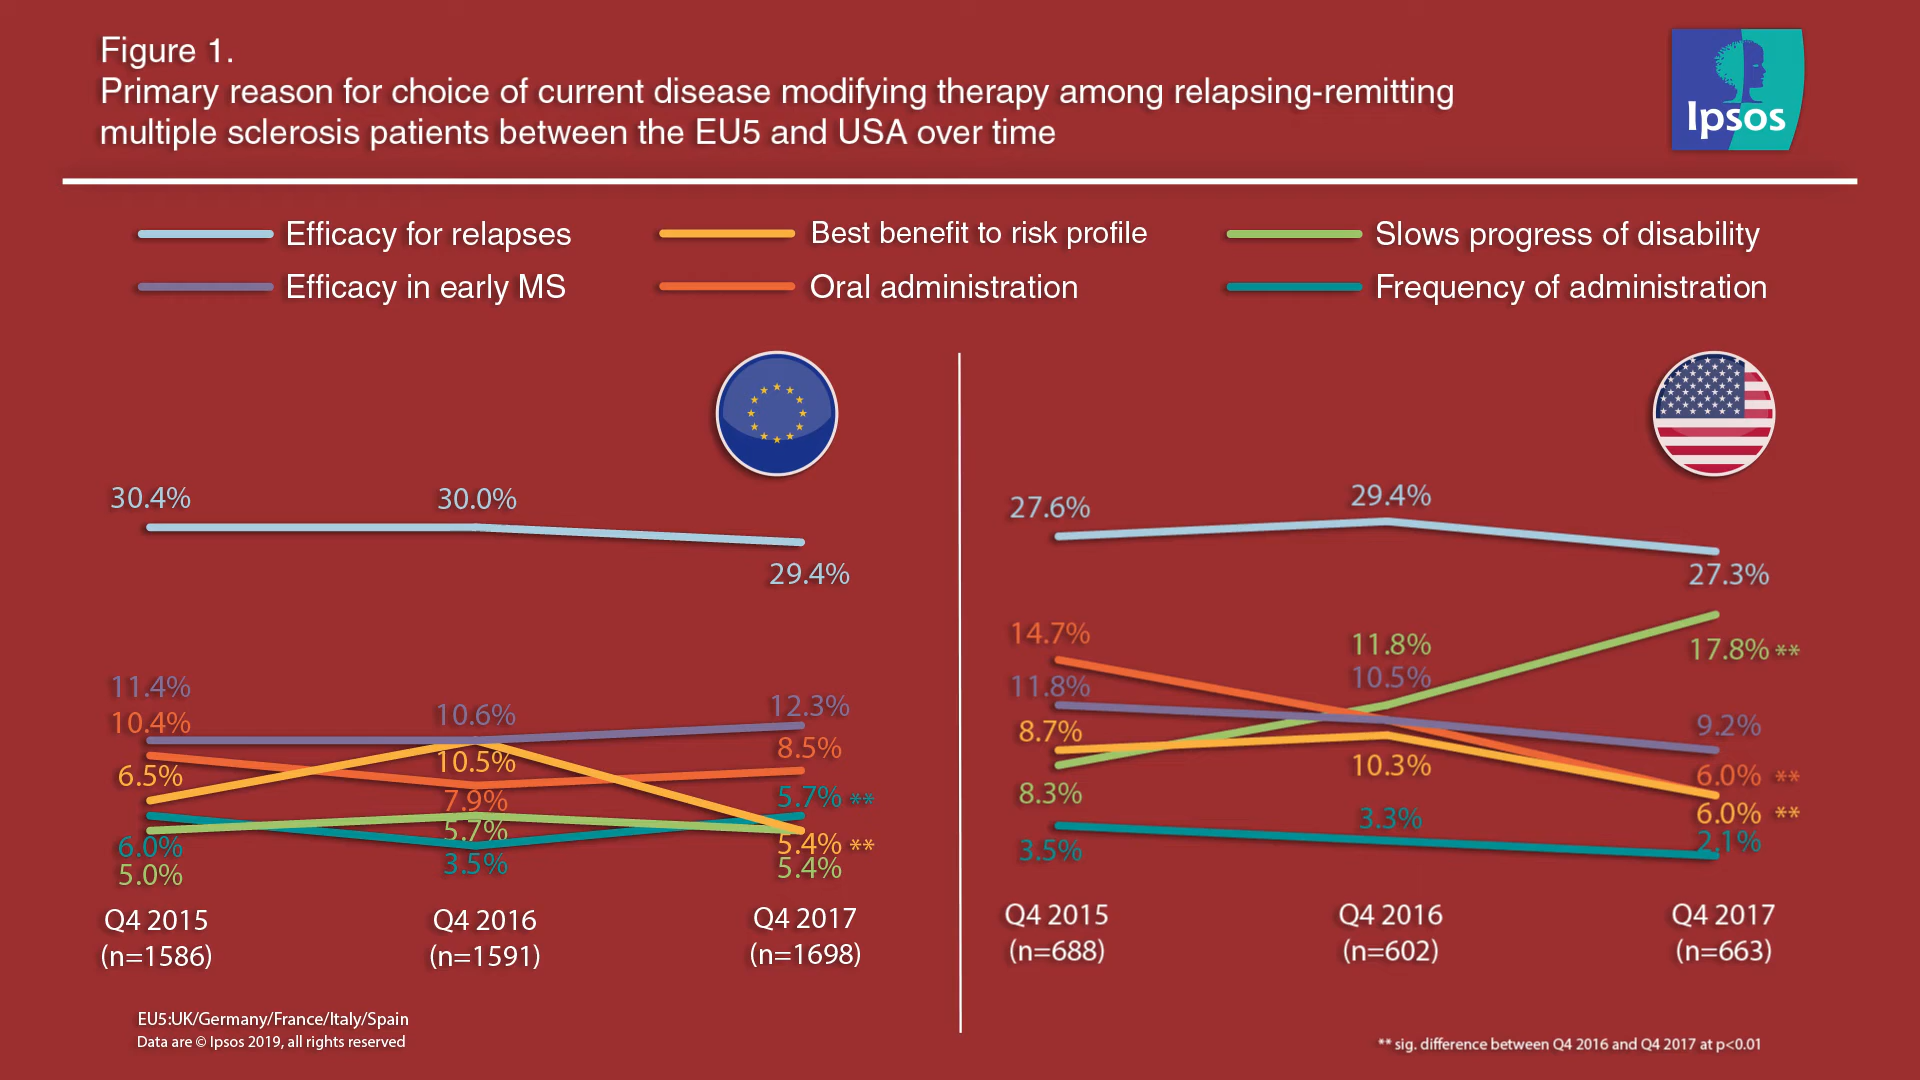 Figure 1.
Primary reason for choice of current disease modifying therapy among relapsing-remitting
multiple sclerosis patients between the EU5 and USA over time
Ipsos
Efficacy for relapses
Best benefit to risk profile
Slows progress of disability
Efficacy in early MS
Oral administration
Frequency of administration
30.4%
30.0%
29.4%
11.4%
10.4%
6.5%
6.0%
5.0%
10.6%
10.5%
7.9%
5.7%
3.5%
12.3%
8.5%
5.7% **
5.4% **
5.4%
Q4 2015
(n=1586)
Q4 2016
(n=1591)
Q4 2017
(n=1698)
27.6%
29.4%
27.3%
14.7%
11.8%
8.7%
8.3%
3.5%
11.8%
10.5%
10.3%
3.3%
17.8% **
9.2%
6.0% **
6.0% **
2.1%
Q4 2015
(n=688)
Q4 2016
(n=602)
Q4 2017
(n=663)
EU5:UK/Germany/France/Italy/Spain
Data are © Ipsos 2019, all rights reserved
** sig. difference between Q4 2016 and Q4 2017 at p<0.01